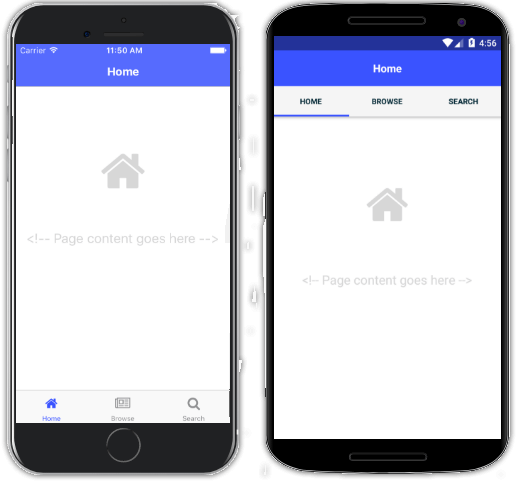 Carrier 11:50 AM
Home
<!-- Page content goes here -->
Home Browse Search
4:56
Home
HOME BROWSE SEARCH
<!-- Page content goes here -->